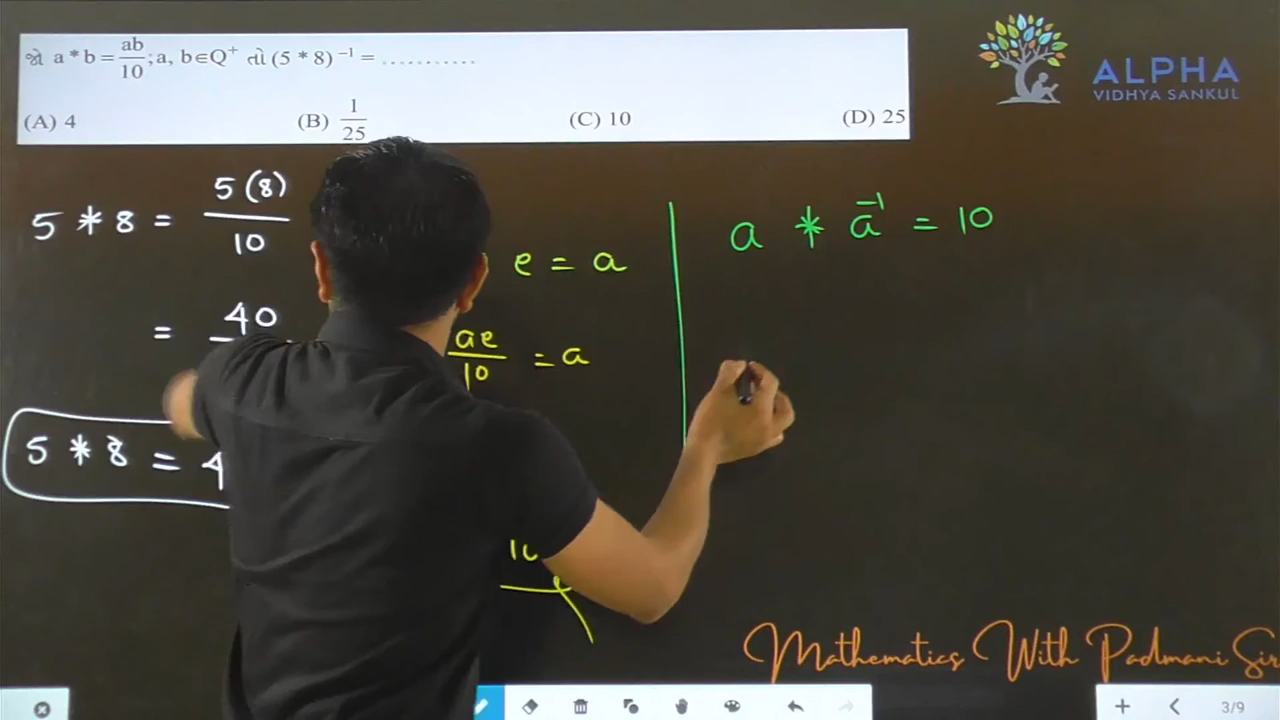 જો a * b = ab/10 ; a, b∈Q⁺ તો (5 * 8)⁻¹ = ............
(A) 4 (B) 1/25 (C) 10 (D) 25
ALPHA
VIDHYA SANKUL
5 * 8 = 5(8)/10
= 40
5 * 8 = 4
e = a
ae/10 = a
10
a * a⁻¹ = 10
Mathematics With Padmani Sir
3/9